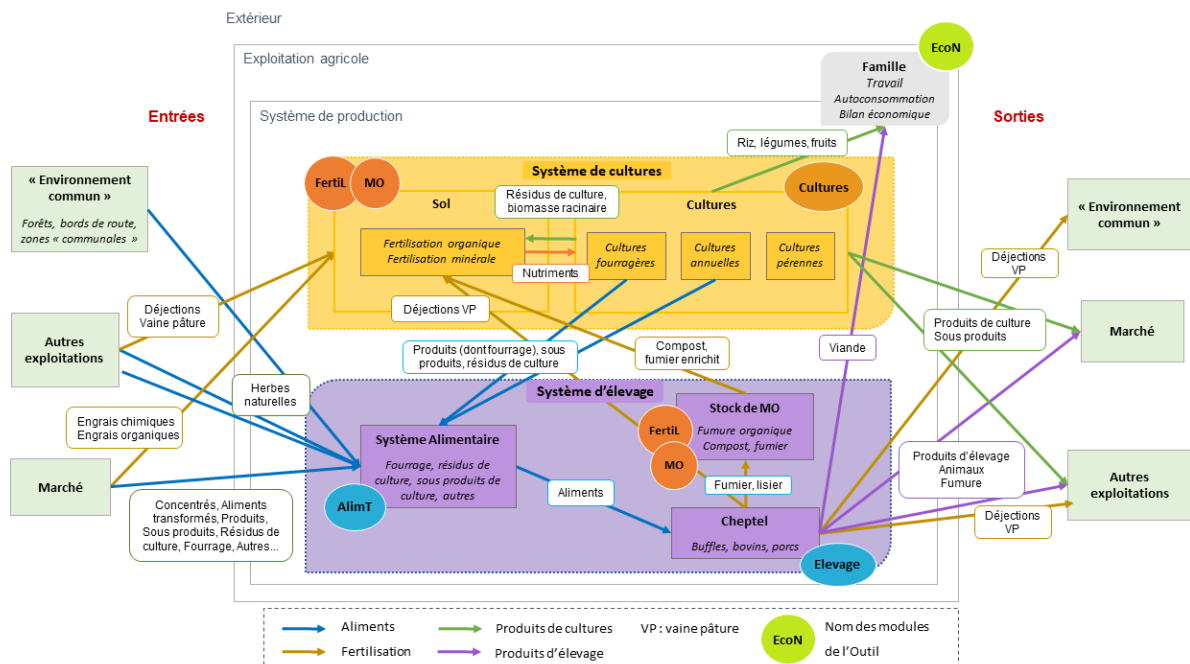 Extérieur
Exploitation agricole
EcoN
Famille
Travail
Autoconsommation
Bilan économique
Entrées
Système de production
Sorties
Riz, légumes, fruits
« Environnement
commun »
Forêts, bords de route,
zones « communales »
FertiL
MO
Système de cultures
Cultures
Sol
Résidus de culture,
biomasse racinaire
Cultures
« Environnement
commun »
Fertilisation organique
Fertilisation minérale
Cultures
fourragères
Cultures
annuelles
Cultures
pérennes
Nutriments
Déjections
VP
Déjections
Vaine pâture
Déjections VP
Autres
exploitations
Produits (dont fourrage), sous
produits, résidus de culture
Compost,
fumier enrichit
Viande
Produits de culture
Sous produits
Marché
Herbes
naturelles
Système d'élevage
Engrais chimiques
Engrais organiques
Système Alimentaire
Fourrage, résidus de
culture, sous produits de
culture, autres
AlimT
FertiL
MO
Stock de MO
Fumure organique
Compost, fumier
Produits d'élevage
Animaux
Fumure
Marché
Aliments
Fumier, lisier
Autres
exploitations
Concentrés, Aliments
transformés, Produits,
Sous produits, Résidus de
culture, Fourrage, Autres...
Cheptel
Buffles, bovins, porcs
Elevage
Déjections
VP
Aliments
Produits de cultures
VP : vaine pâture
EcoN
Nom des modules
de l'Outil
Fertilisation
Produits d'élevage